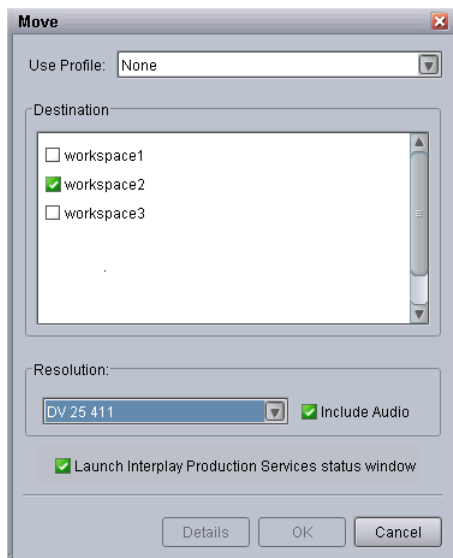 Move
Use Profile: None
Destination
workspace1
workspace2
workspace3
Resolution:
DV 25 411 Include Audio
Launch Interplay Production Services status window
Details OK Cancel